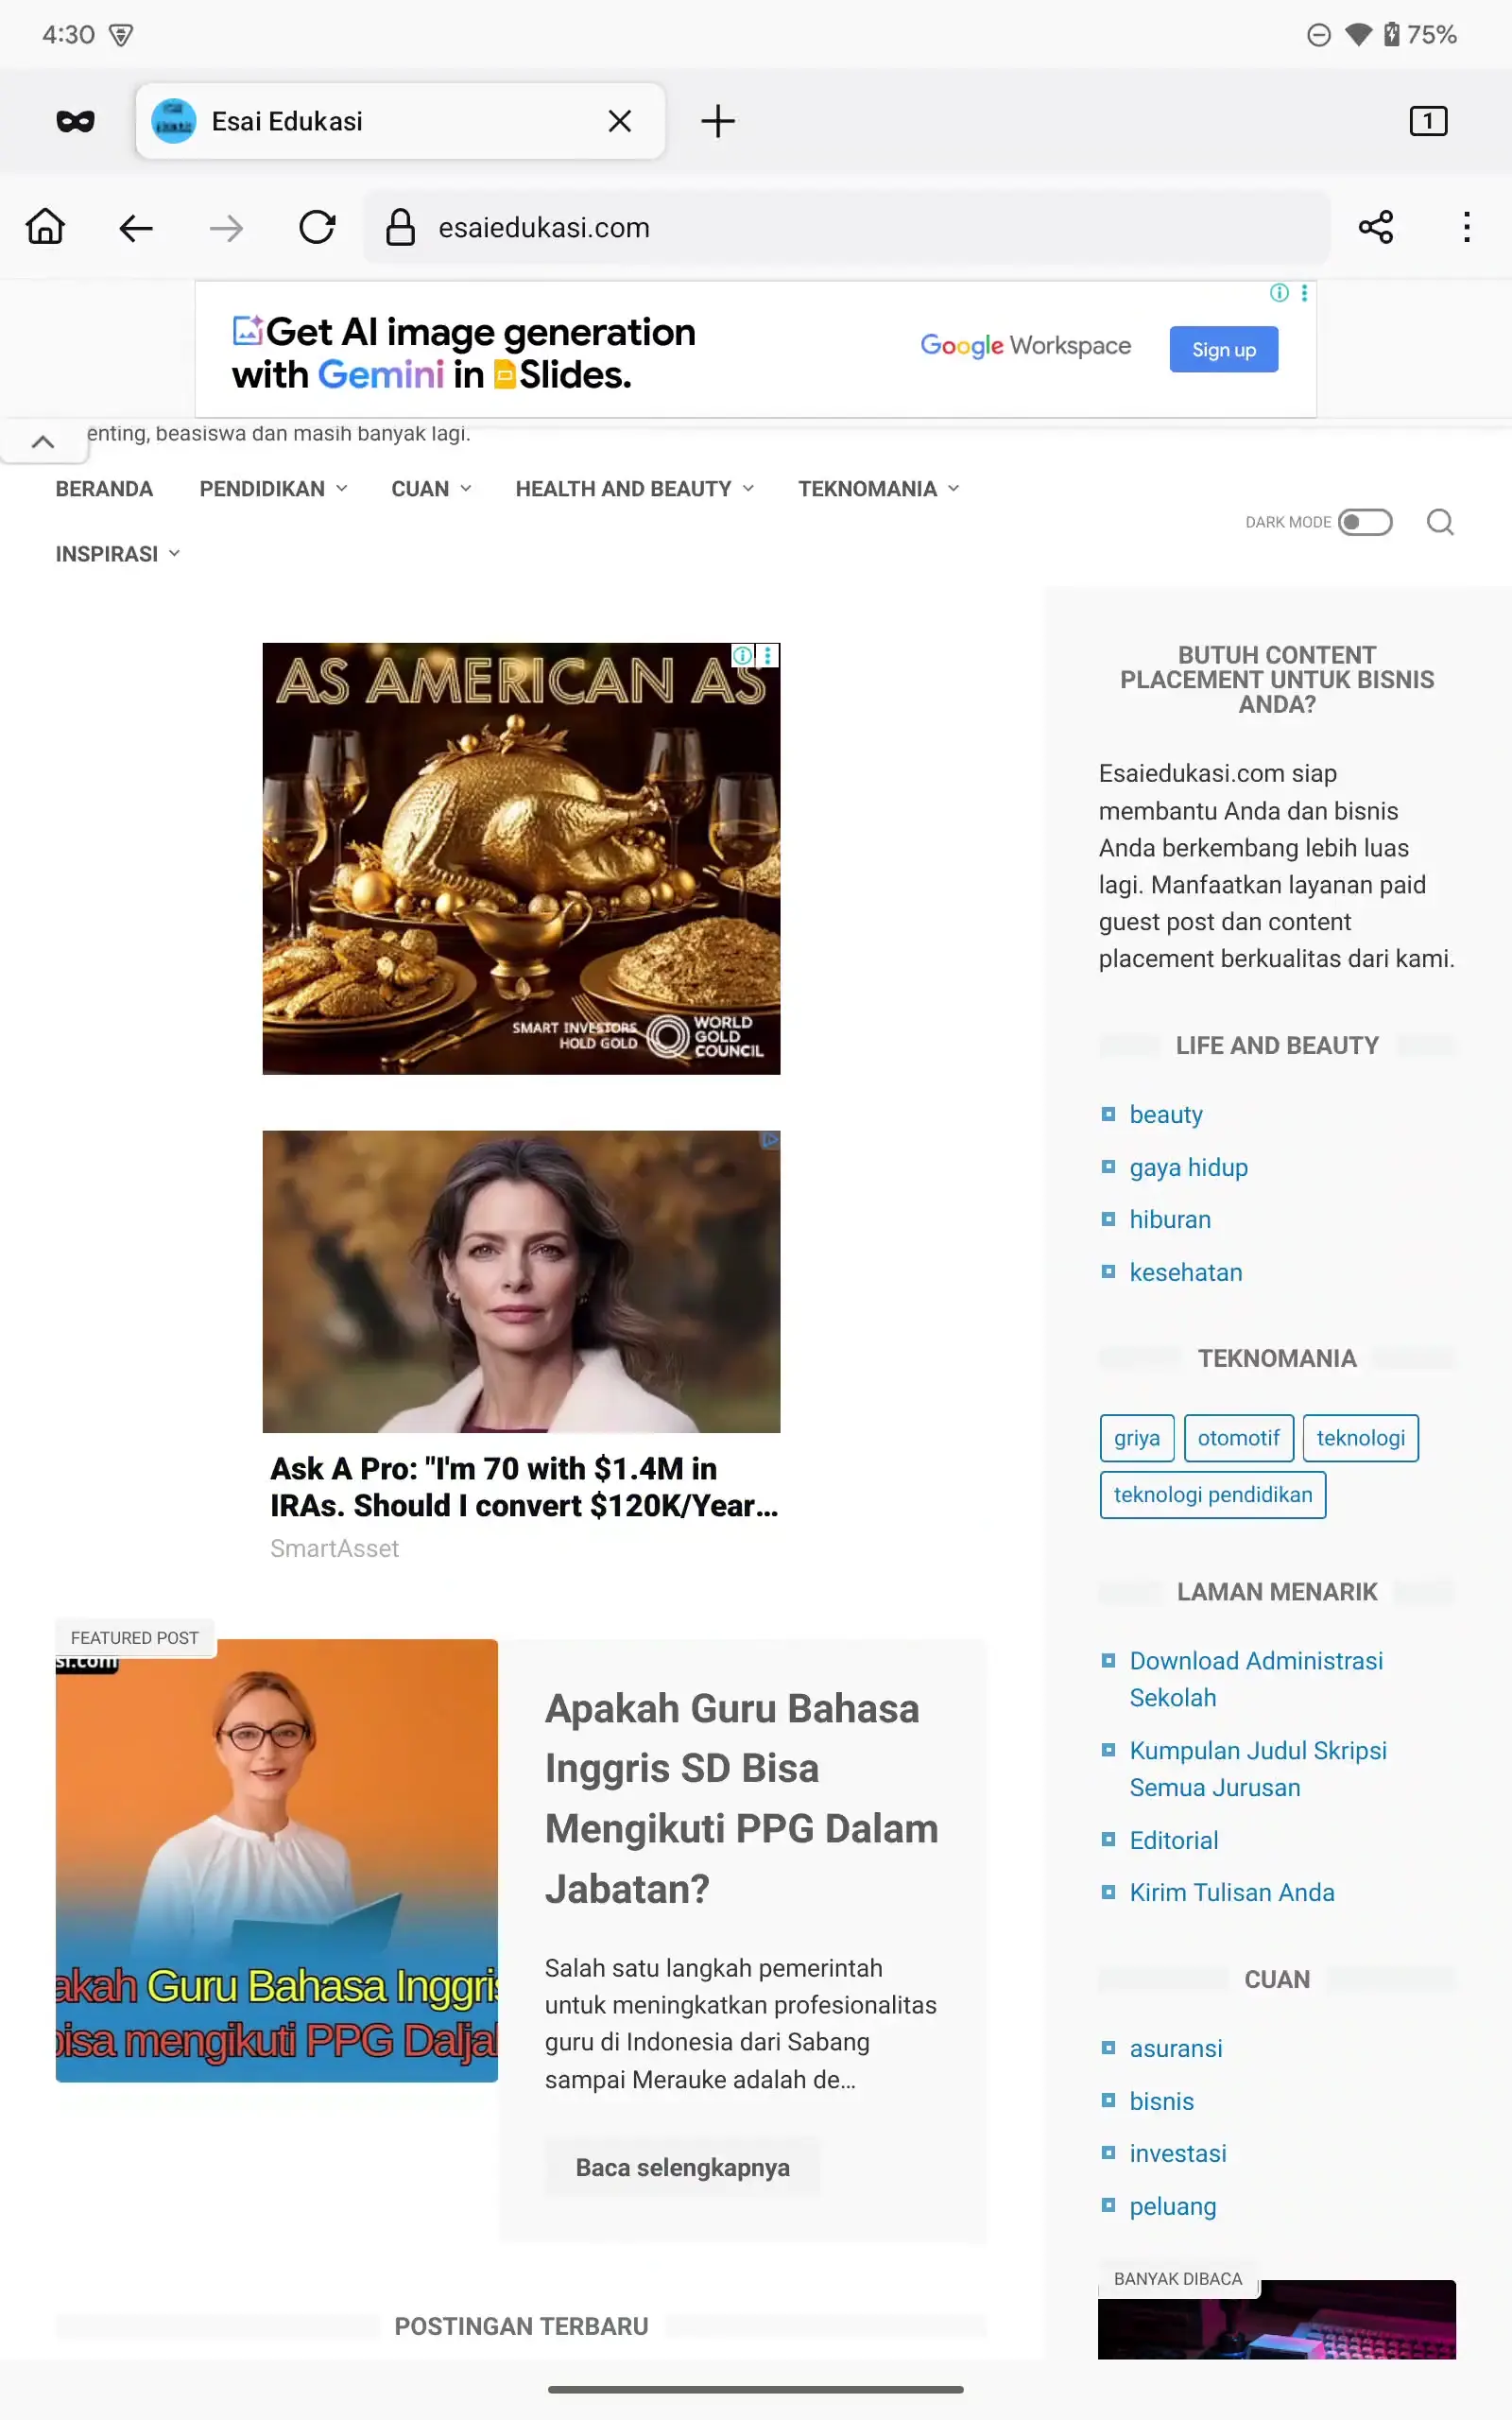 4:30
75%
Esai Edukasi
1
esaiedukasi.com
Get AI image generation
with Gemini in Slides.
Google Workspace
Sign up
enting, beasiswa dan masih banyak lagi.
BERANDA
PENDIDIKAN
CUAN
HEALTH AND BEAUTY
TEKNOMANIA
INSPIRASI
DARK MODE
AS AMERICAN AS
SMART INVESTORS
HOLD GOLD
WORLD
GOLD
COUNCIL
Ask A Pro: "I'm 70 with $1.4M in
IRAs. Should I convert $120K/Year...
SmartAsset
FEATURED POST
si.com
akah Guru Bahasa Inggris
bisa mengikuti PPG Daljal
Apakah Guru Bahasa
Inggris SD Bisa
Mengikuti PPG Dalam
Jabatan?
Salah satu langkah pemerintah
untuk meningkatkan profesionalitas
guru di Indonesia dari Sabang
sampai Merauke adalah de...
Baca selengkapnya
POSTINGAN TERBARU
BUTUH CONTENT
PLACEMENT UNTUK BISNIS
ANDA?
Esaiedukasi.com siap
membantu Anda dan bisnis
Anda berkembang lebih luas
lagi. Manfaatkan layanan paid
guest post dan content
placement berkualitas dari kami.
LIFE AND BEAUTY
beauty
gaya hidup
hiburan
kesehatan
TEKNOMANIA
griya
otomotif
teknologi
teknologi pendidikan
LAMAN MENARIK
Download Administrasi
Sekolah
Kumpulan Judul Skripsi
Semua Jurusan
Editorial
Kirim Tulisan Anda
CUAN
asuransi
bisnis
investasi
peluang
BANYAK DIBACA